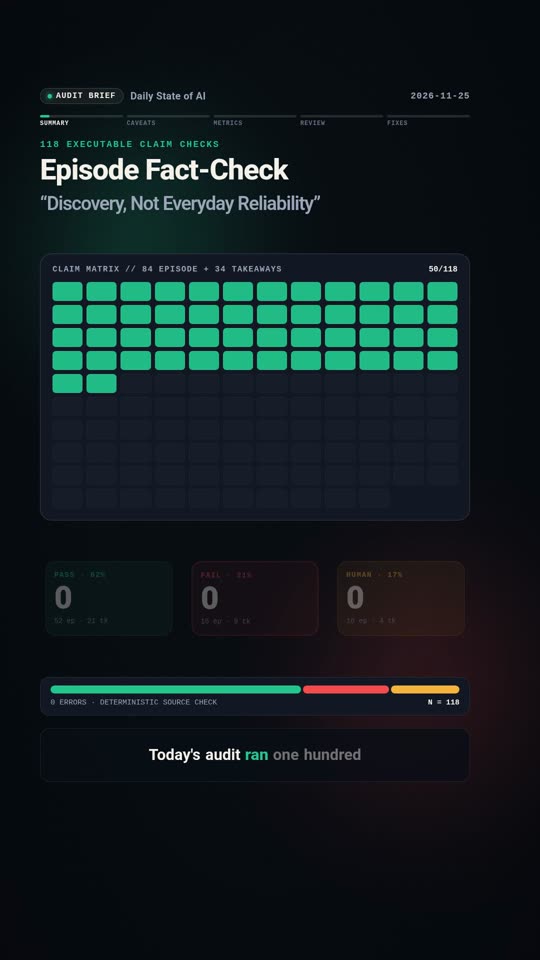 AUDIT BRIEF Daily State of AI 2026-11-25
SUMMARY CAVEATS METRICS REVIEW FIXES
118 EXECUTABLE CLAIM CHECKS
Episode Fact-Check
“Discovery, Not Everyday Reliability”
CLAIM MATRIX // 84 EPISODE + 34 TAKEAWAYS 50/118
PASS · 62% FAIL · 21% HUMAN · 17%
0 0 0
52 ep · 21 tk 16 ep · 9 tk 16 ep · 4 tk
0 ERRORS · DETERMINISTIC SOURCE CHECK N = 118
Today's audit ran one hundred